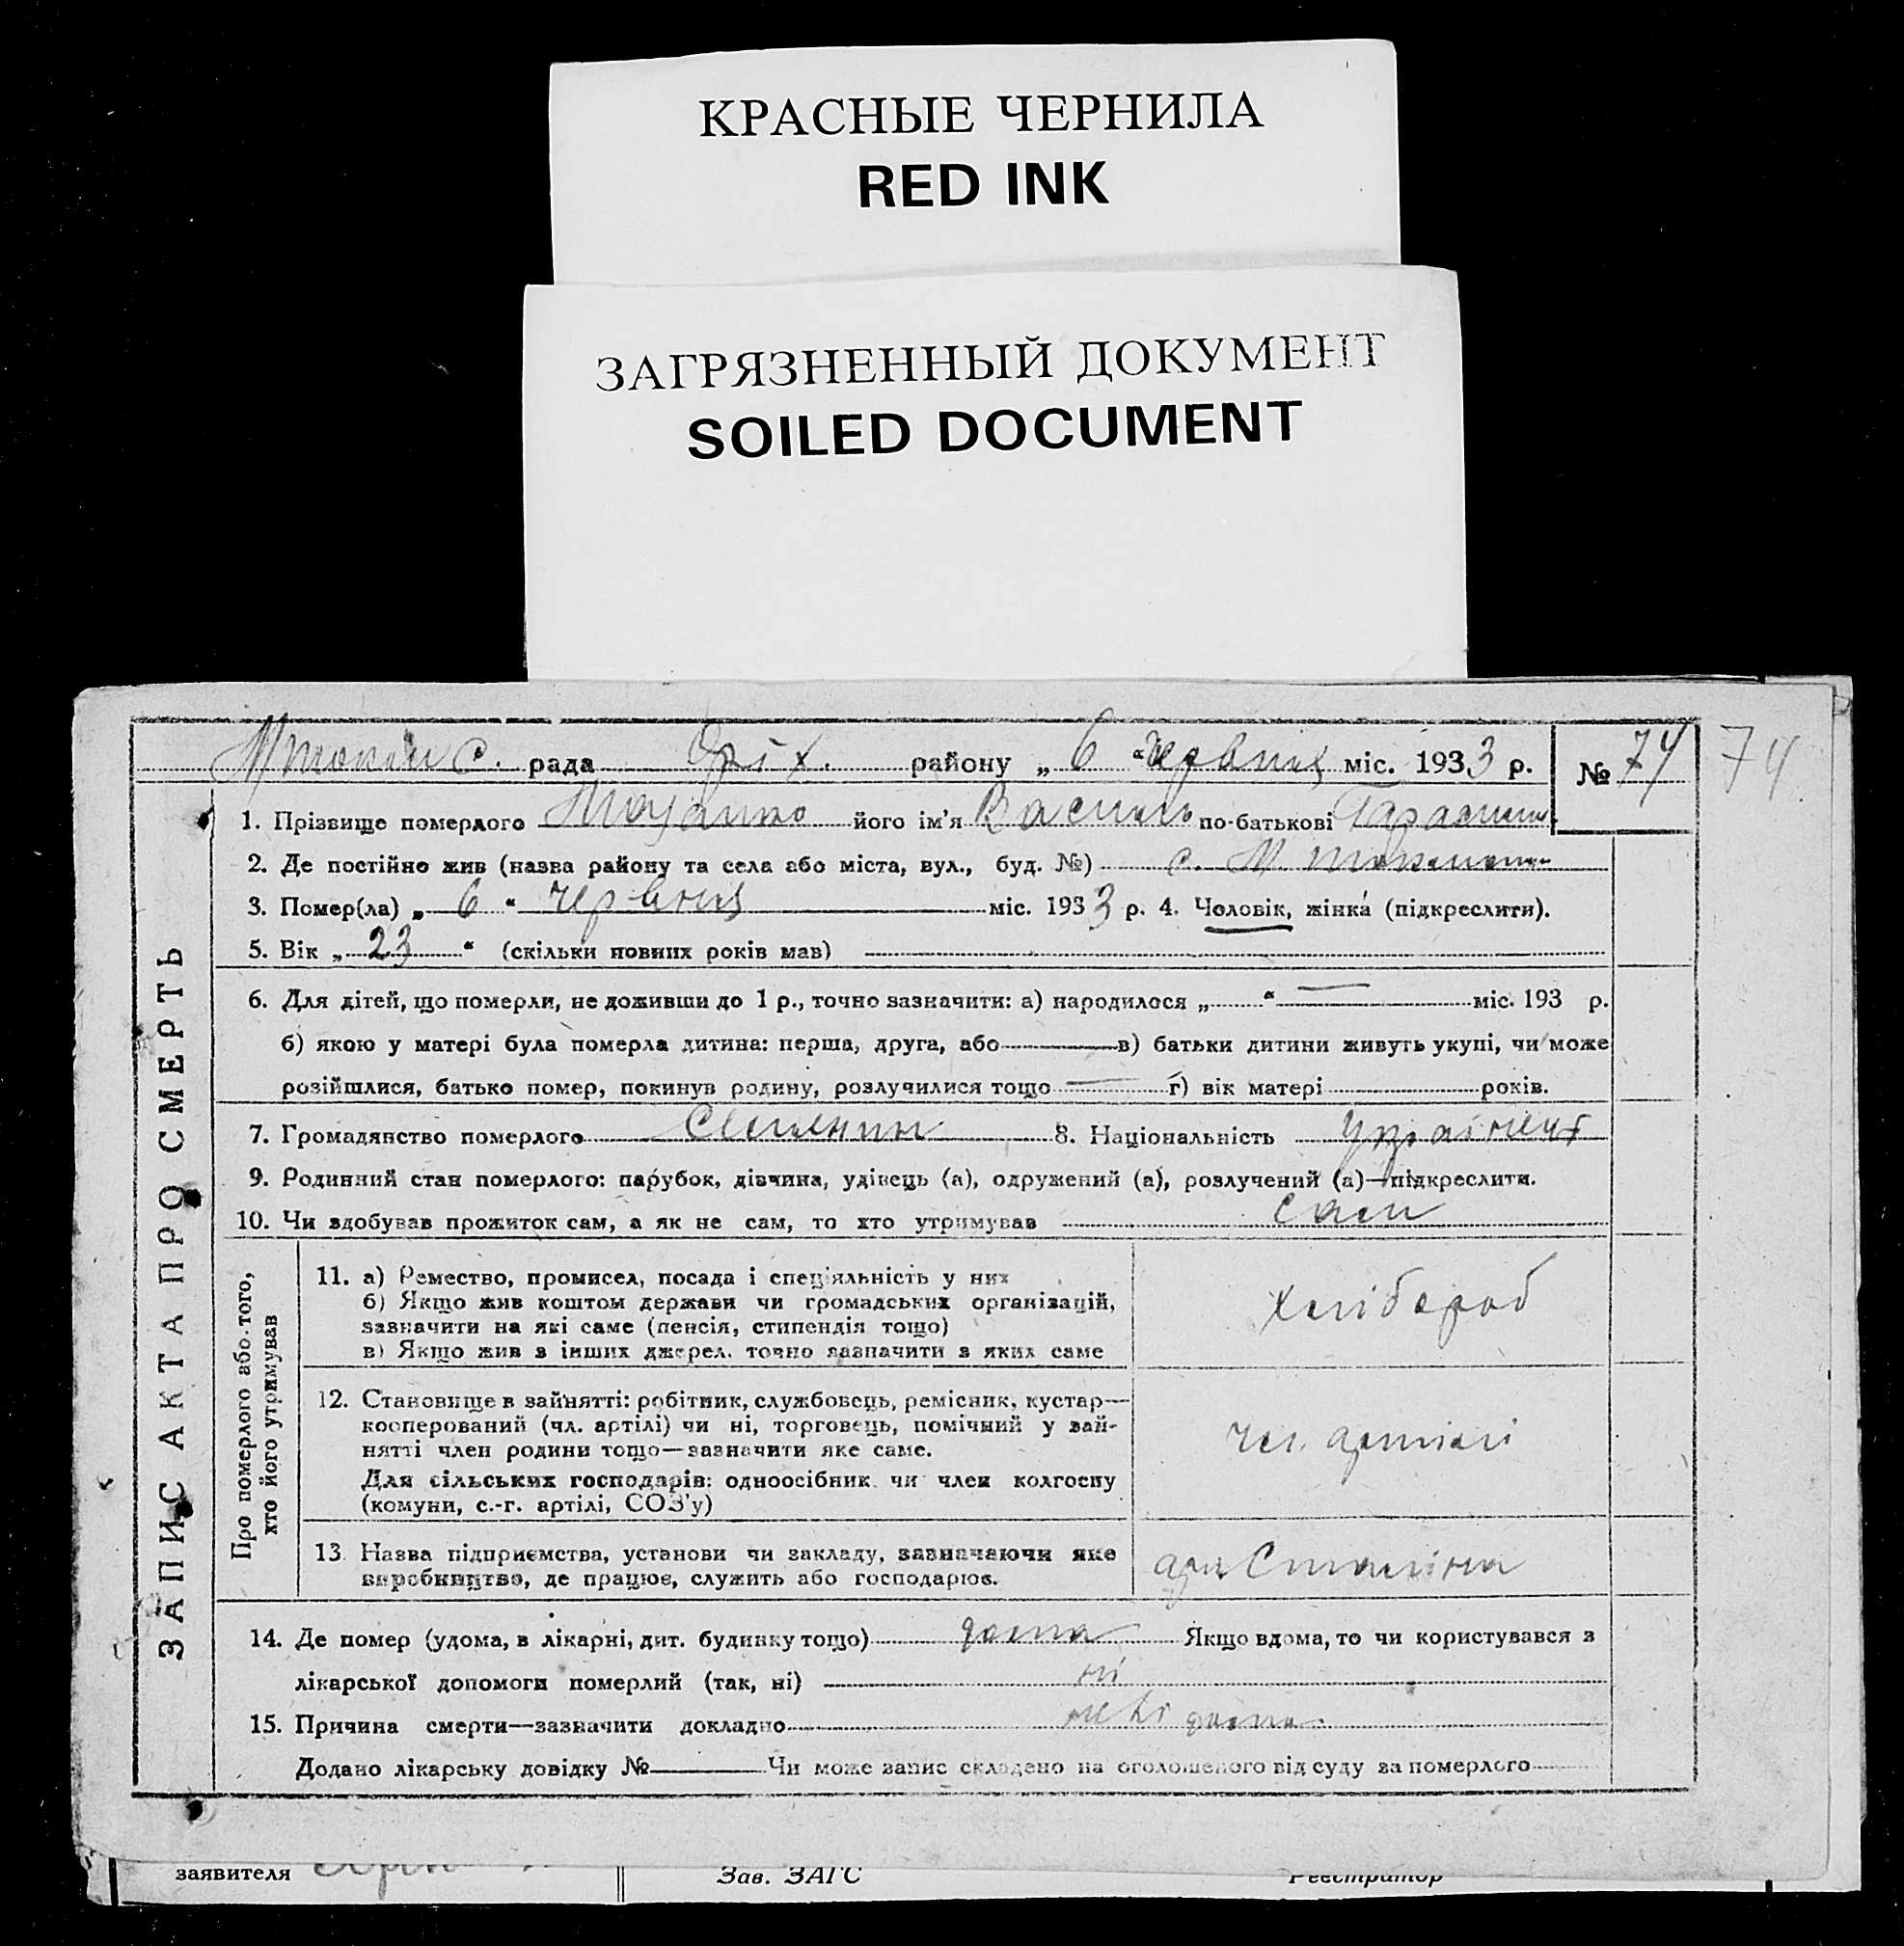 КРАСНЫЕ ЧЕРНИЛА
RED INK
ЗАГРЯЗНЕННЫЙ ДОКУМЕНТ
SOILED DOCUMENT
с. рада Оріх. району „ 6 “ Червня міс. 1933 р. № 74 74
1. Прізвище померлого його ім'я Василь по-батькові Гарасим.
2. Де постійно жив (назва району та села або міста, вул., буд. №) с. М.
3. Помер(ла) „ 6 “ червня міс. 1933 р. 4. Чоловік, жінка (підкреслити).
5. Вік „ 23 “ (скільки повних років мав)
6. Для дітей, що померли, не доживши до 1 р., точно зазначити: а) народилося „ “ — міс. 193 р.
б) якою у матері була померла дитина: перша, друга, або в) батьки дитини живуть укупі, чи може
розійшлися, батько помер, покинув родину, розлучилися тощо — г) вік матері років.
7. Громадянство померлого Селянин 8. Національність Українец
9. Родинний стан померлого: парубок, дівчина, удівець (а), одружений (а), розлучений (а)—підкреслити.
10. Чи здобував прожиток сам, а як не сам, то хто утримував сам
ЗАПИС АКТА ПРО СМЕРТЬ
Про померлого або того,
хто його утримував
11. а) Ремество, промисел, посада і спеціяльність у них
б) Якщо жив коштом держави чи громадських організацій,
зазначити на які саме (пенсія, стипендія тощо)
в) Якщо жив з інших джерел. точно зазначити з яких саме
хлібороб
12. Становище в зайнятті: робітник, службовець, ремісник, кустар—
кооперований (чл. артілі) чи ні, торговець, помічний у зай-
нятті член родини тощо—зазначити яке саме.
Для сільських господарів: одноосібник чи член колгоспу
(комуни, с.-г. артілі, СОЗ'у)
чл. артілі
13. Назва підприємства, установи чи закладу, зазначаючи яке
виробництво, де працює, служить або господарює.
Сталіна
14. Де помер (удома, в лікарні, дит. будинку тощо) дома Якщо вдома, то чи користувався з
лікарської допомоги померлий (так, ні) ні
15. Причина смерти—зазначити докладно
Додано лікарську довідку № Чи може запис складено на оголошеного від суду за померлого
заявителя
Зав. ЗАГС
Реєстратор